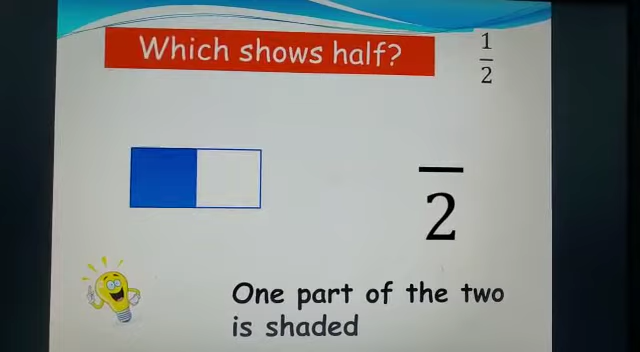 Which shows half?
1
2
2
One part of the two
is shaded